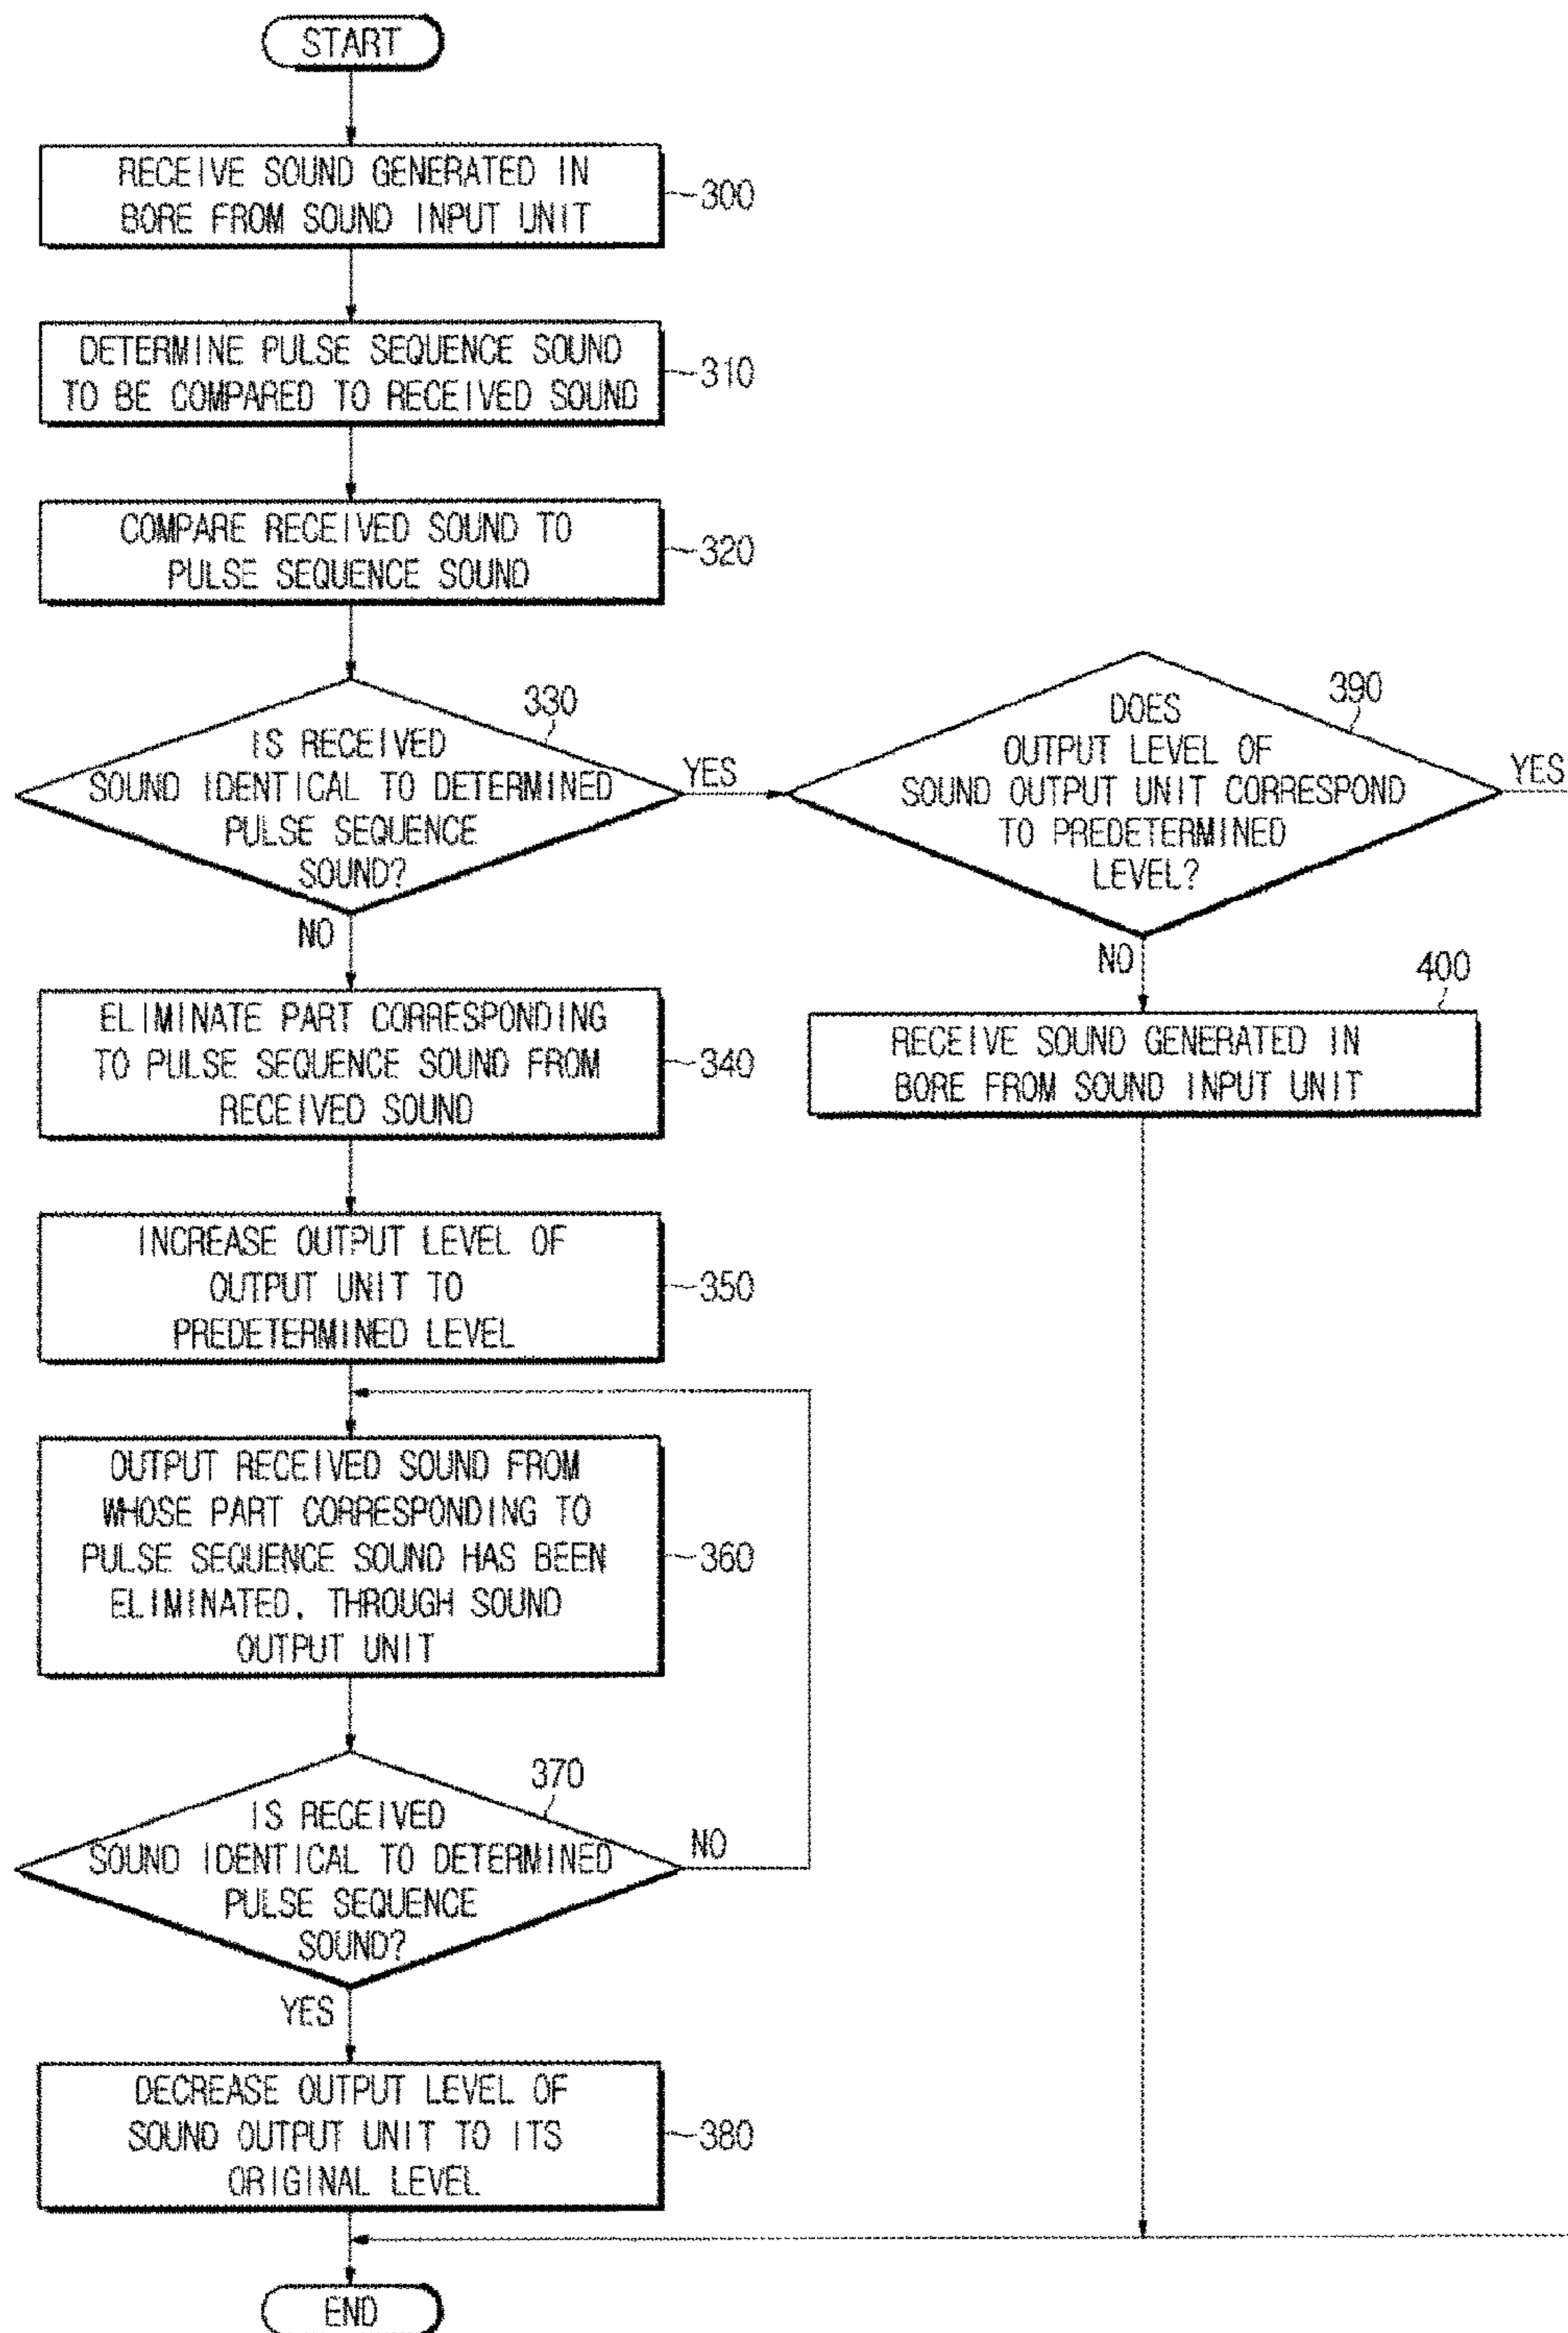 START
RECEIVE SOUND GENERATED IN
BORE FROM SOUND INPUT UNIT
300
DETERMINE PULSE SEQUENCE SOUND
TO BE COMPARED TO RECEIVED SOUND
310
COMPARE RECEIVED SOUND TO
PULSE SEQUENCE SOUND
320
330
IS RECEIVED
SOUND IDENTICAL TO DETERMINED
PULSE SEQUENCE
SOUND?
YES
NO
390
DOES
OUTPUT LEVEL OF
SOUND OUTPUT UNIT CORRESPOND
TO PREDETERMINED
LEVEL?
YES
NO
400
RECEIVE SOUND GENERATED IN
BORE FROM SOUND INPUT UNIT
ELIMINATE PART CORRESPONDING
TO PULSE SEQUENCE SOUND FROM
RECEIVED SOUND
340
INCREASE OUTPUT LEVEL OF
OUTPUT UNIT TO
PREDETERMINED LEVEL
350
OUTPUT RECEIVED SOUND FROM
WHOSE PART CORRESPONDING TO
PULSE SEQUENCE SOUND HAS BEEN
ELIMINATED, THROUGH SOUND
OUTPUT UNIT
360
370
IS RECEIVED
SOUND IDENTICAL TO DETERMINED
PULSE SEQUENCE
SOUND?
NO
YES
DECREASE OUTPUT LEVEL OF
SOUND OUTPUT UNIT TO ITS
ORIGINAL LEVEL
380
END